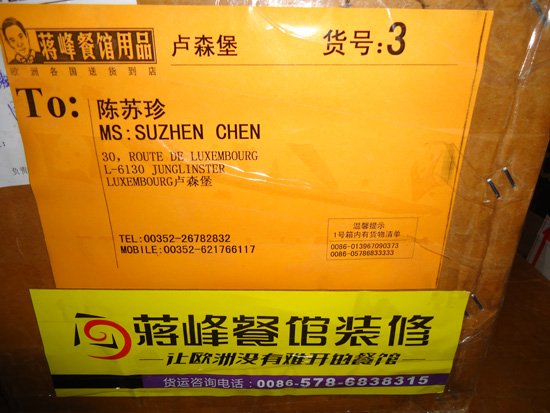 蒋峰餐馆用品
欧洲各国送货到店
卢森堡
货号:3
To:
陈苏珍
MS:SUZHEN CHEN
30, ROUTE DE LUXEMBOURG
L-6130 JUNGLINSTER
LUXEMBOURG卢森堡
TEL:00352-26782832
MOBILE:00352-621766117
温馨提示
1号箱内有货物清单
0086-013967090373
0086-05786833333
蒋峰餐馆装修
—让欧洲没有难开的餐馆—
货运咨询电话:0086-578-6838315